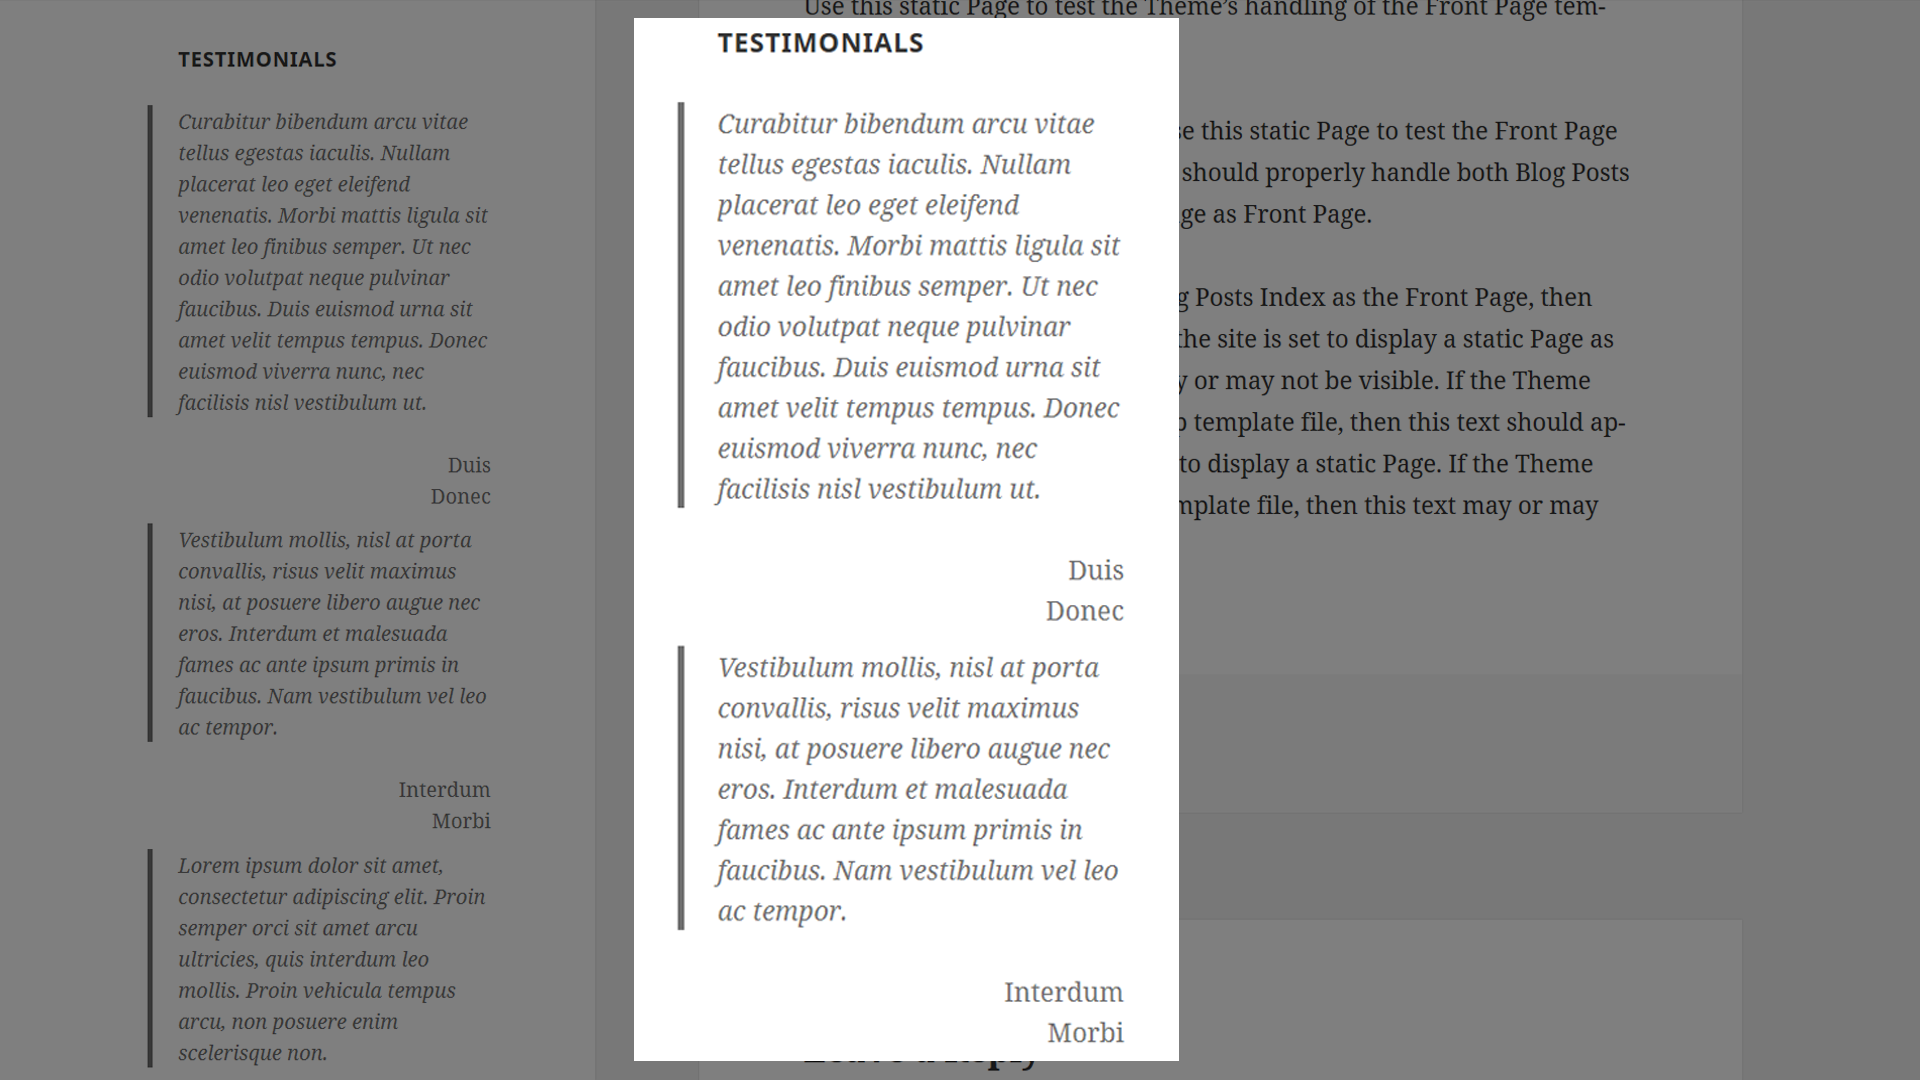 TESTIMONIALS
Curabitur bibendum arcu vitae
tellus egestas iaculis. Nullam
placerat leo eget eleifend
venenatis. Morbi mattis ligula sit
amet leo finibus semper. Ut nec
odio volutpat neque pulvinar
faucibus. Duis euismod urna sit
amet velit tempus tempus. Donec
euismod viverra nunc, nec
facilisis nisl vestibulum ut.
Duis
Donec
Vestibulum mollis, nisl at porta
convallis, risus velit maximus
nisi, at posuere libero augue nec
eros. Interdum et malesuada
fames ac ante ipsum primis in
faucibus. Nam vestibulum vel leo
ac tempor.
Interdum
Morbi
Lorem ipsum dolor sit amet,
consectetur adipiscing elit. Proin
semper orci sit amet arcu
ultricies, quis interdum leo
mollis. Proin vehicula tempus
arcu, non posuere enim
scelerisque non.
TESTIMONIALS
Curabitur bibendum arcu vitae
tellus egestas iaculis. Nullam
placerat leo eget eleifend
venenatis. Morbi mattis ligula sit
amet leo finibus semper. Ut nec
odio volutpat neque pulvinar
faucibus. Duis euismod urna sit
amet velit tempus tempus. Donec
euismod viverra nunc, nec
facilisis nisl vestibulum ut.
Duis
Donec
Vestibulum mollis, nisl at porta
convallis, risus velit maximus
nisi, at posuere libero augue nec
eros. Interdum et malesuada
fames ac ante ipsum primis in
faucibus. Nam vestibulum vel leo
ac tempor.
Interdum
Morbi
Use this static Page to test the Theme's handling of the Front Page tem-
this static Page to test the Front Page
should properly handle both Blog Posts
as Front Page.
Posts Index as the Front Page, then
the site is set to display a static Page as
or may not be visible. If the Theme
template file, then this text should ap-
to display a static Page. If the Theme
file, then this text may or may